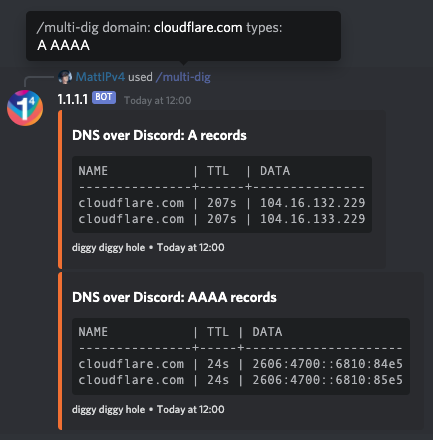 /multi-dig domain: cloudflare.com types:
A AAAA
MattIPv4 used /multi-dig
1⁴
1.1.1.1 BOT Today at 12:00
DNS over Discord: A records
NAME           | TTL  | DATA
---------------+------+---------------
cloudflare.com | 207s | 104.16.132.229
cloudflare.com | 207s | 104.16.133.229
diggy diggy hole • Today at 12:00
DNS over Discord: AAAA records
NAME           | TTL | DATA
---------------+-----+---------------------
cloudflare.com | 24s | 2606:4700::6810:84e5
cloudflare.com | 24s | 2606:4700::6810:85e5
diggy diggy hole • Today at 12:00